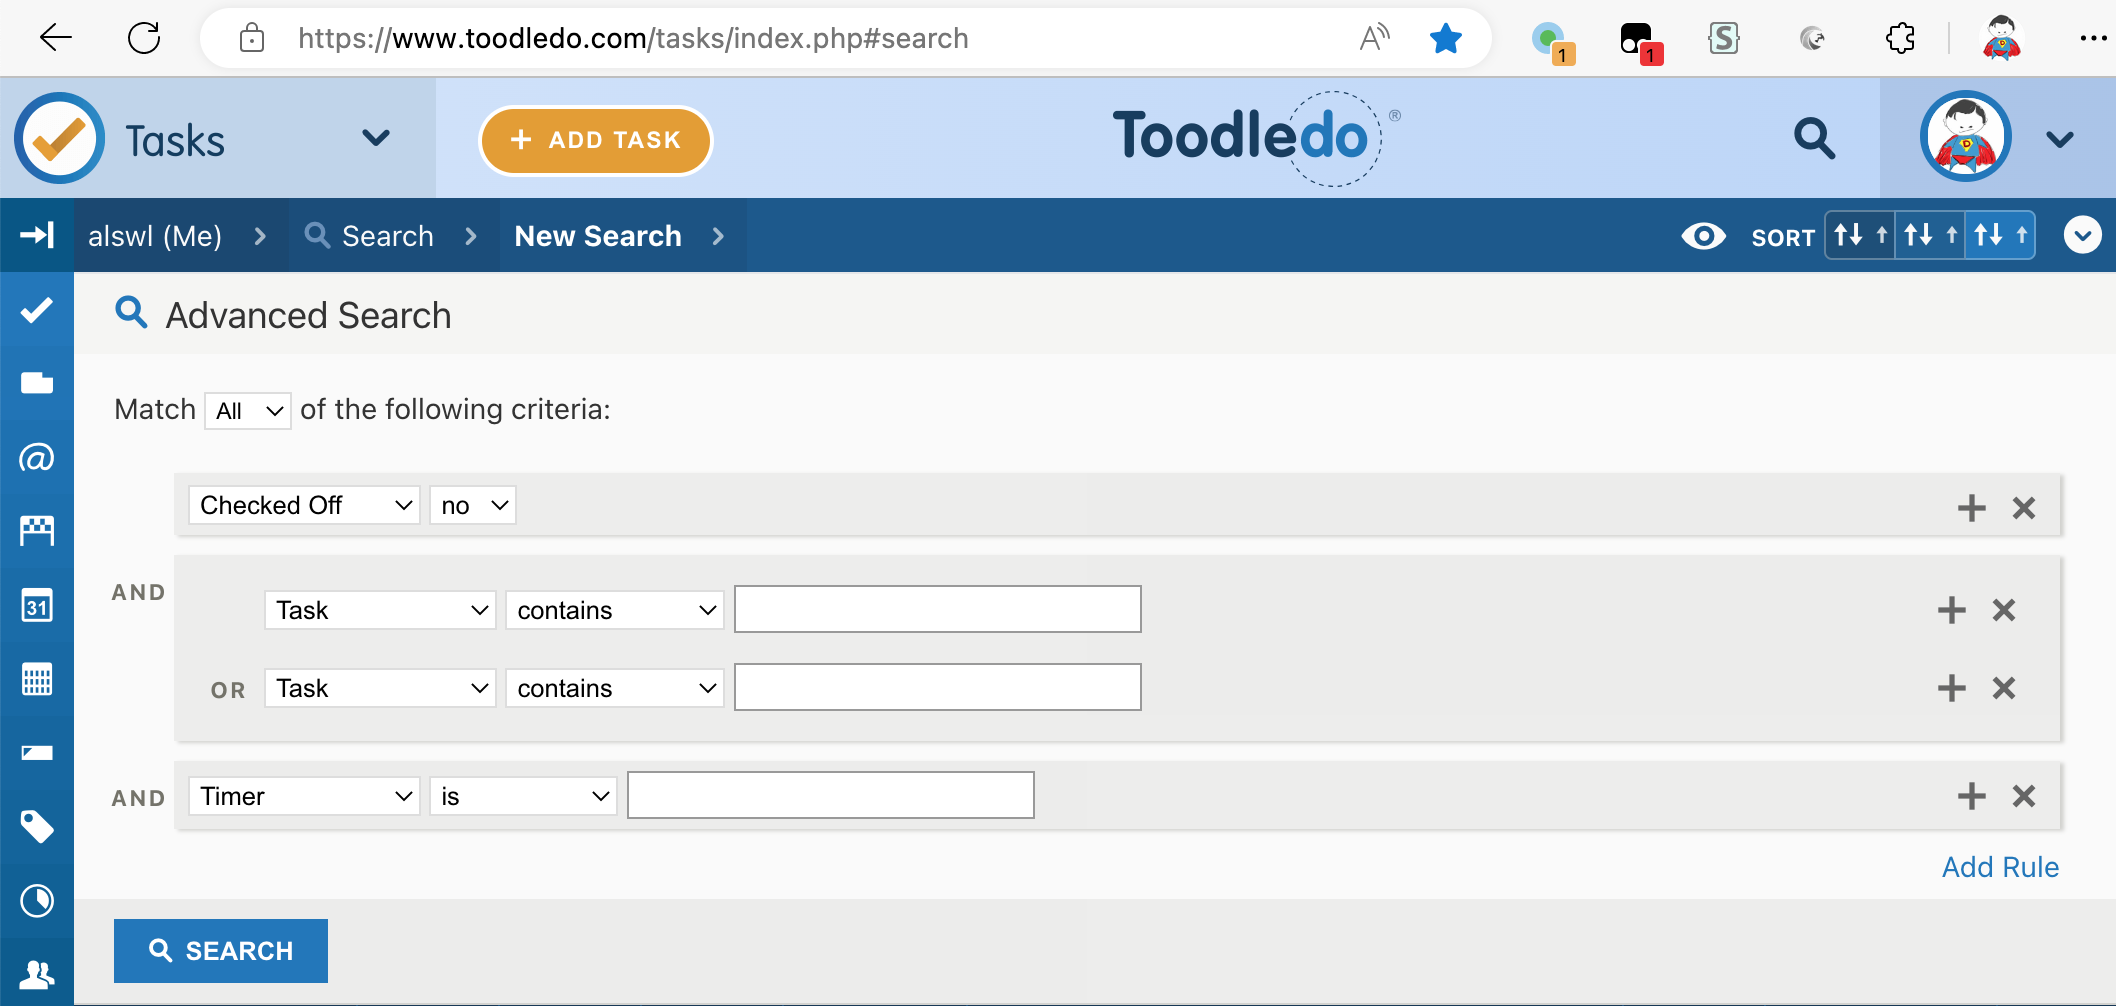 https://www.toodledo.com/tasks/index.php#search
1
1
Tasks
+ ADD TASK
Toodledo ®
alswl (Me) > Search > New Search >
SORT
Advanced Search
Match All of the following criteria:
Checked Off no
AND
Task contains
OR Task contains
31
AND Timer is
Add Rule
SEARCH